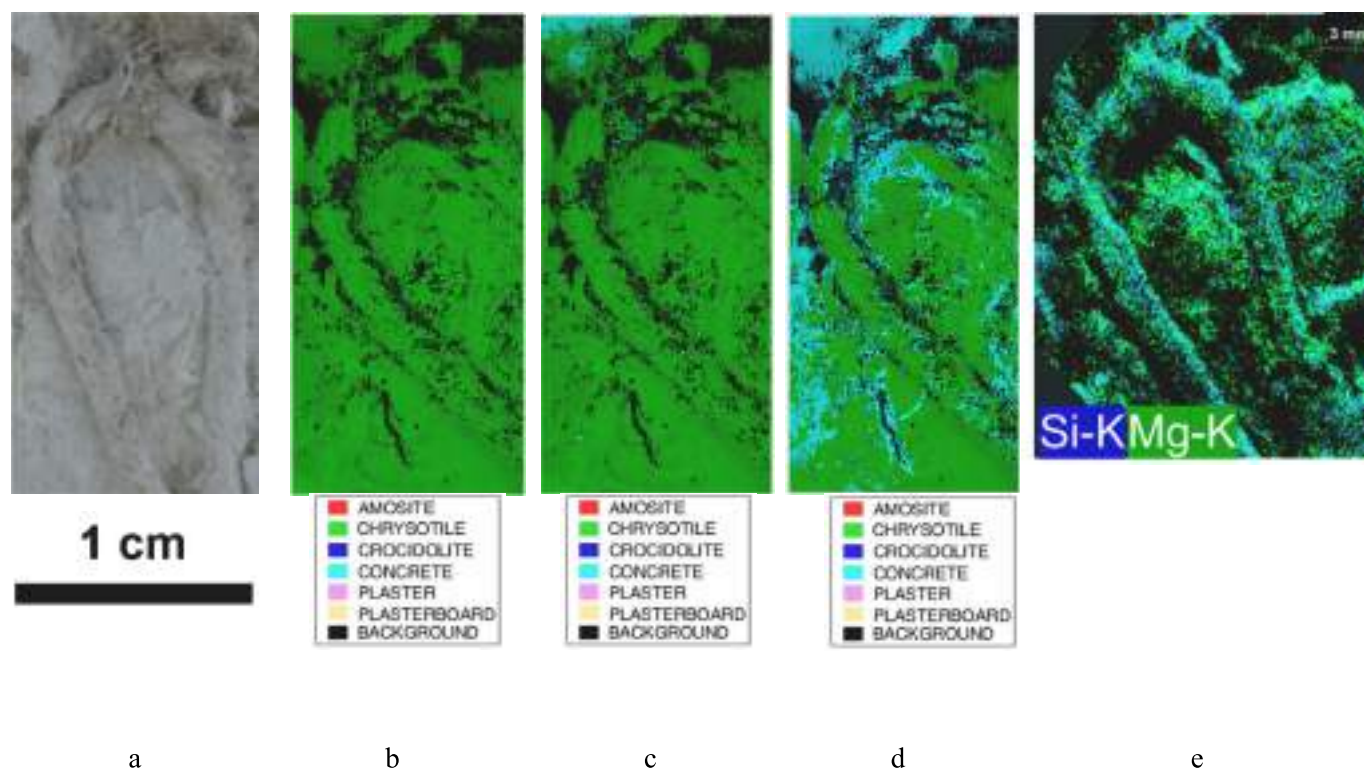 1 cm
AMOSITE
CHRYSOTILE
CROCIDOLITE
CONCRETE
PLASTER
PLASTERBOARD
BACKGROUND
AMOSITE
CHRYSOTILE
CROCIDOLITE
CONCRETE
PLASTER
PLASTERBOARD
BACKGROUND
AMOSITE
CHRYSOTILE
CROCIDOLITE
CONCRETE
PLASTER
PLASTERBOARD
BACKGROUND
3
Si-K Mg-K
a b c d e